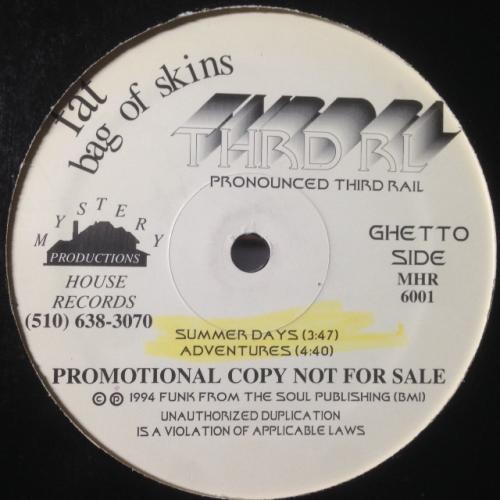 fat
bag of skins
THRD RL
PRONOUNCED THIRD RAIL
MYSTERY
PRODUCTIONS
HOUSE
RECORDS
(510) 638-3070
GHETTO
SIDE
MHR
6001
SUMMER DAYS (3:47)
ADVENTURES (4:40)
PROMOTIONAL COPY NOT FOR SALE
© ℗ 1994 FUNK FROM THE SOUL PUBLISHING (BMI)
UNAUTHORIZED DUPLICATION
IS A VIOLATION OF APPLICABLE LAWS